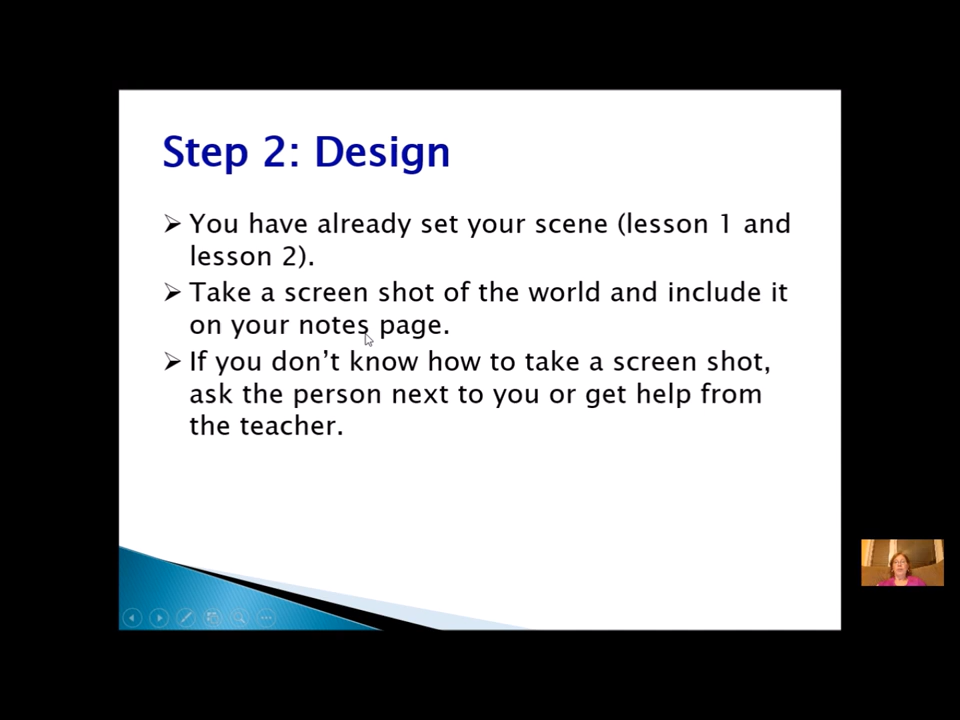 Step 2: Design
➢ You have already set your scene (lesson 1 and
lesson 2).
➢ Take a screen shot of the world and include it
on your notes page.
➢ If you don’t know how to take a screen shot,
ask the person next to you or get help from
the teacher.